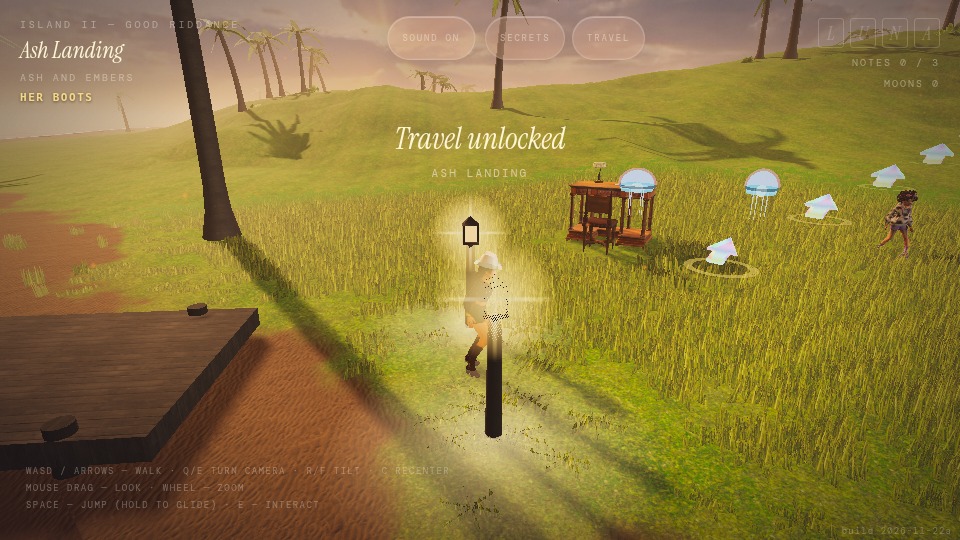 ISLAND II — GOOD RIDDANCE
Ash Landing
ASH AND EMBERS
HER BOOTS
SOUND ON
SECRETS
TRAVEL
L E N A
NOTES 0 / 3
MOONS 0
Travel unlocked
ASH LANDING
WASD / ARROWS — WALK · Q/E TURN CAMERA · R/F TILT · C RECENTER
MOUSE DRAG — LOOK · WHEEL — ZOOM
SPACE — JUMP (HOLD TO GLIDE) · E — INTERACT